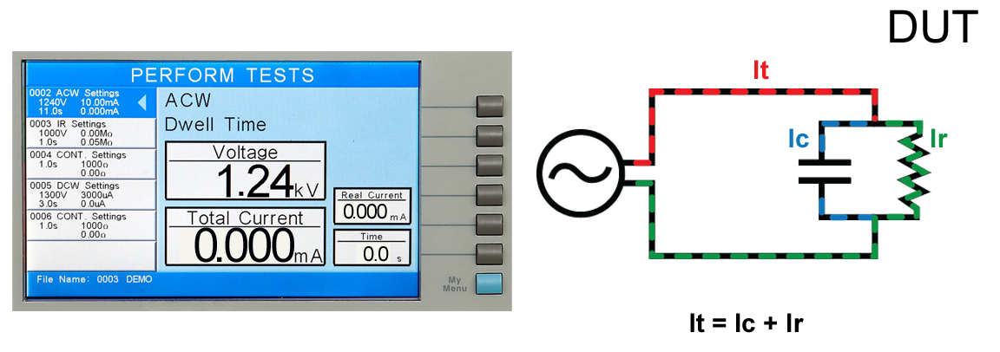 DUT
PERFORM TESTS
0002 ACW Settings
1240V 10.00mA
11.0s 0.000mA
0003 IR Settings
1000V 0.00MΩ
1.0s 0.05MΩ
0004 CONT. Settings
1.0s 1000Ω
0.00Ω
0005 DCW Settings
1300V 3000uA
3.0s 0.0uA
0006 CONT. Settings
1.0s 1000Ω
0.00Ω
File Name: 0003 DEMO
ACW
Dwell Time
Voltage
1.24kV
Total Current
0.000mA
Real Current
0.000mA
Time
0.0 s
My
Menu
It
Ic
Ir
It = Ic + Ir